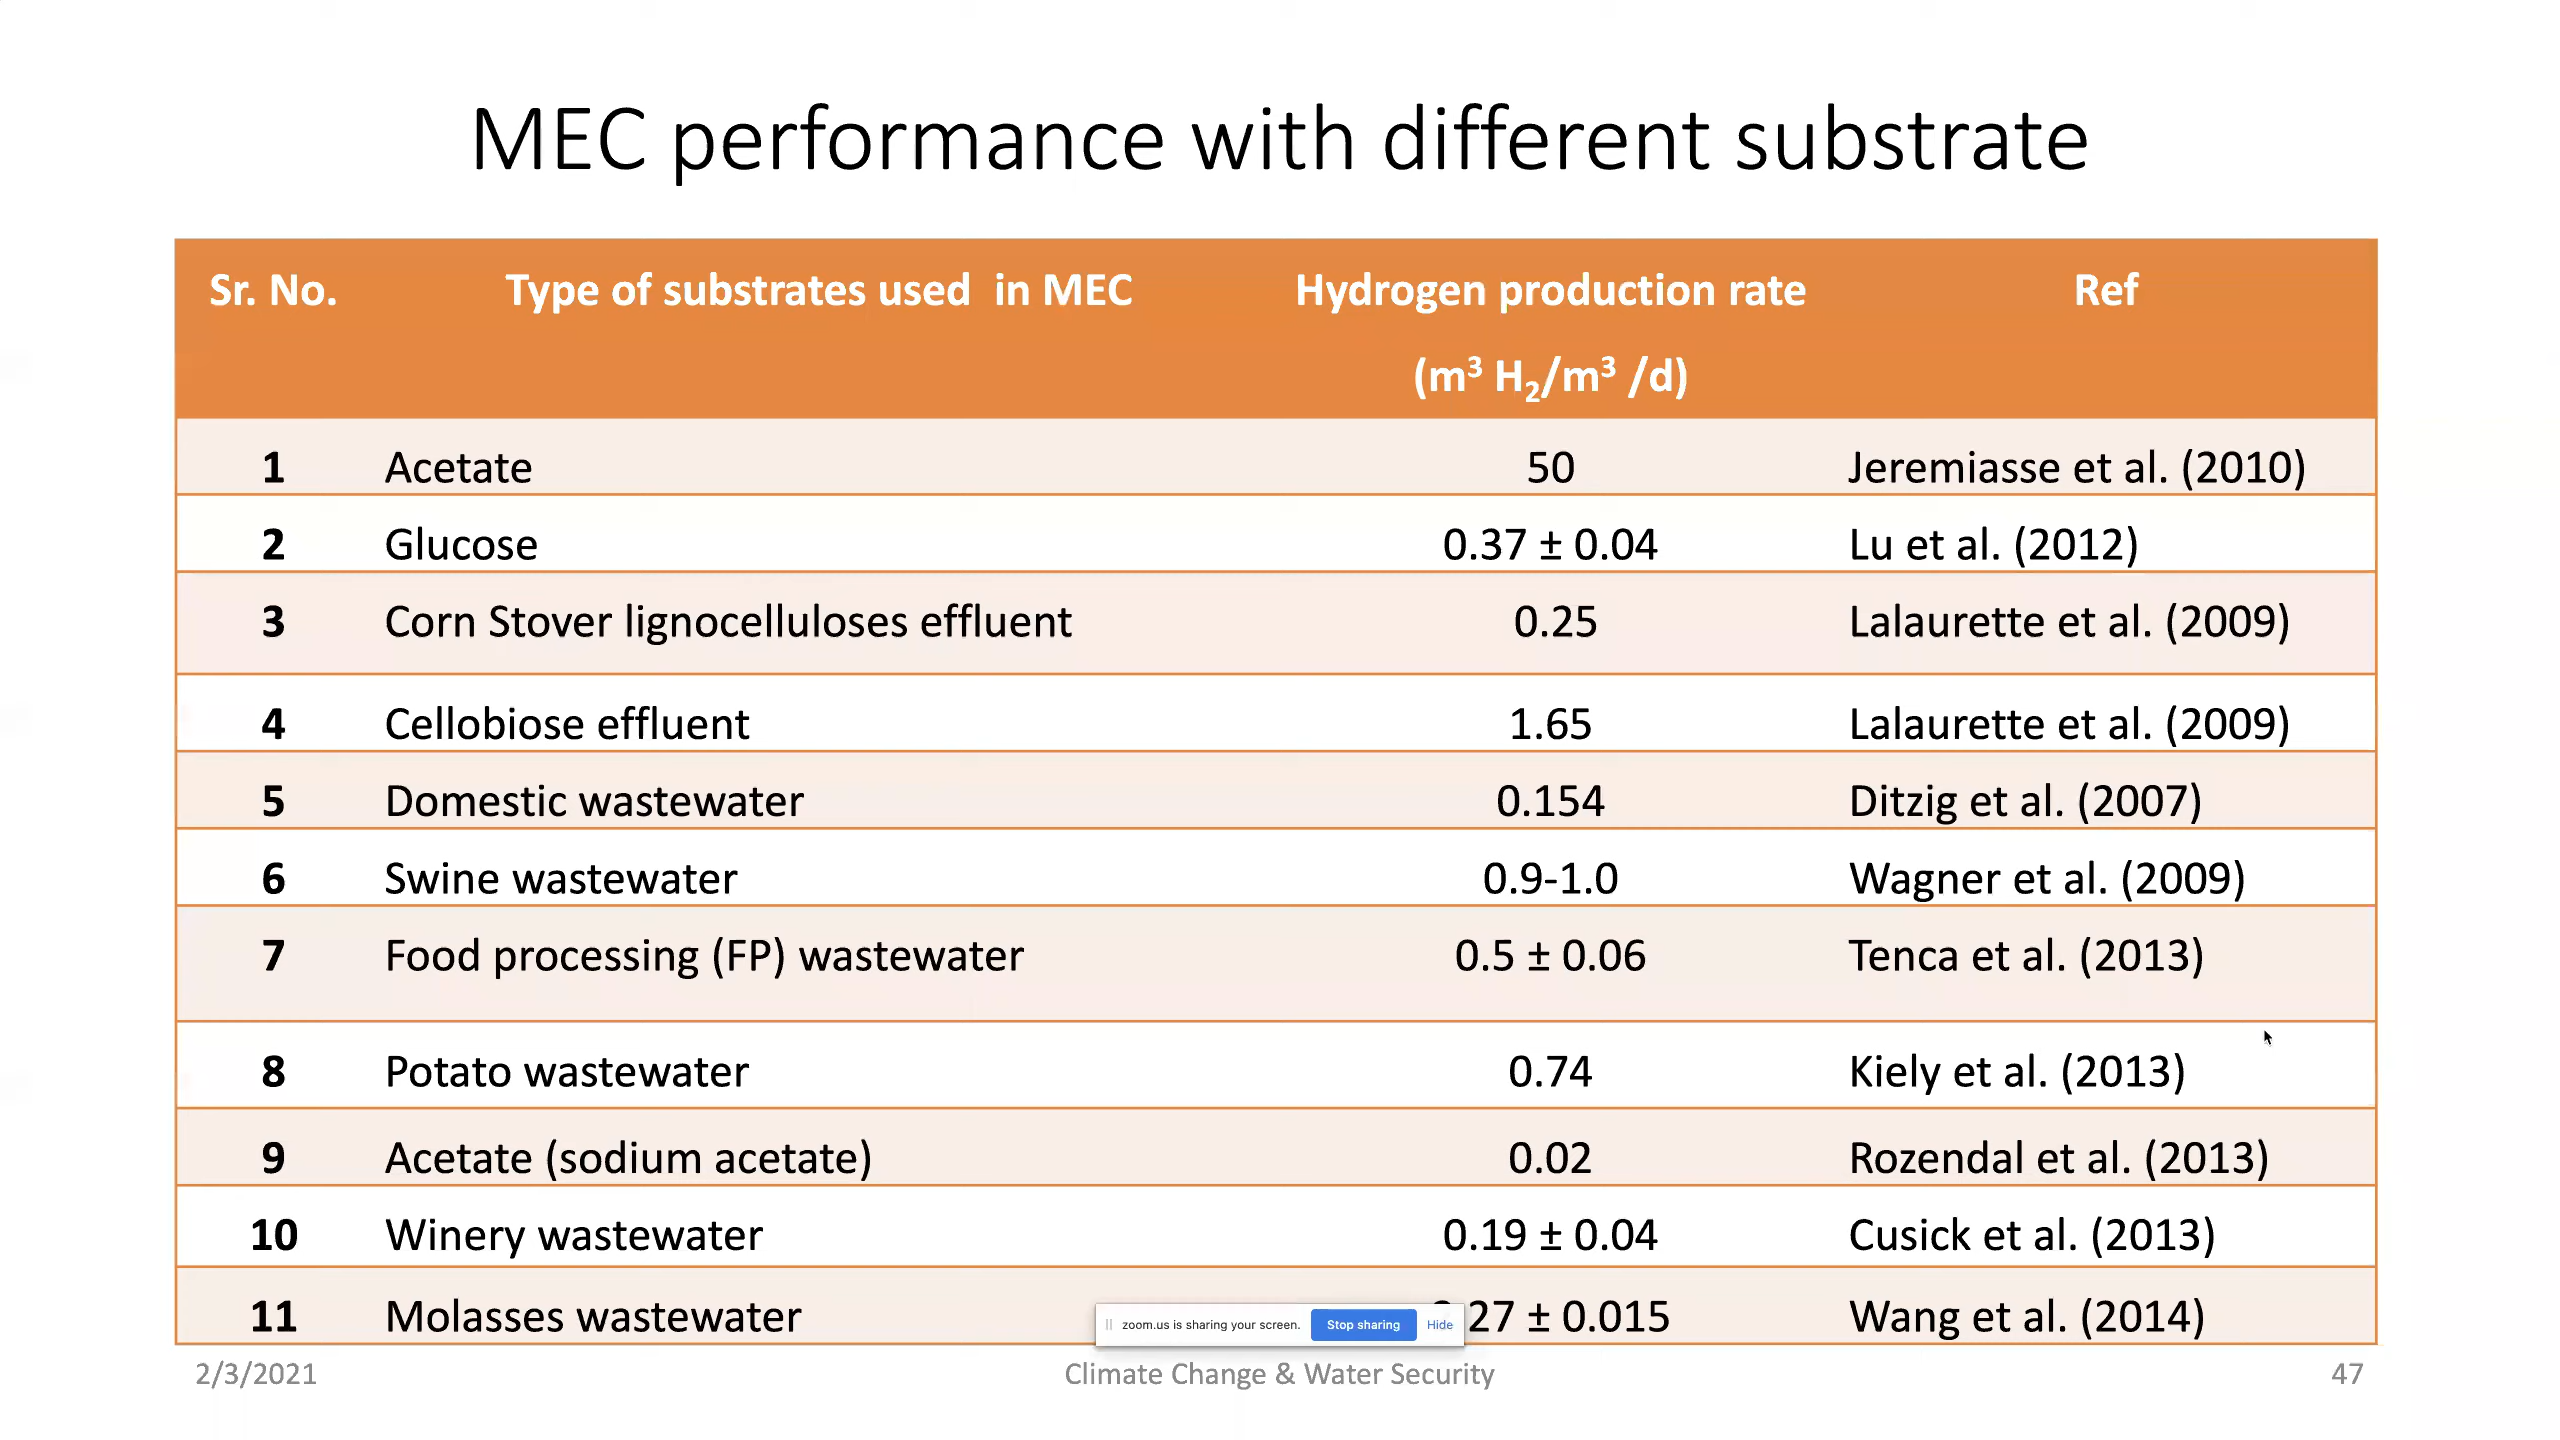 MEC performance with different substrate
Sr. No. Type of substrates used in MEC Hydrogen production rate Ref
(m³ H₂/m³ /d)
1 Acetate 50 Jeremiasse et al. (2010)
2 Glucose 0.37 ± 0.04 Lu et al. (2012)
3 Corn Stover lignocelluloses effluent 0.25 Lalaurette et al. (2009)
4 Cellobiose effluent 1.65 Lalaurette et al. (2009)
5 Domestic wastewater 0.154 Ditzig et al. (2007)
6 Swine wastewater 0.9-1.0 Wagner et al. (2009)
7 Food processing (FP) wastewater 0.5 ± 0.06 Tenca et al. (2013)
8 Potato wastewater 0.74 Kiely et al. (2013)
9 Acetate (sodium acetate) 0.02 Rozendal et al. (2013)
10 Winery wastewater 0.19 ± 0.04 Cusick et al. (2013)
11 Molasses wastewater 27 ± 0.015 Wang et al. (2014)
zoom.us is sharing your screen. Stop sharing Hide
2/3/2021 Climate Change & Water Security 47